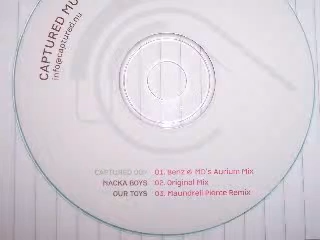 CAPTURED MU
info@captured.nu
CAPTURED 001 01. Benz & MD's Aurium Mix
NACKA BOYS 02. Original Mix
OUR TOYS 03. Maundrell Pierce Remix